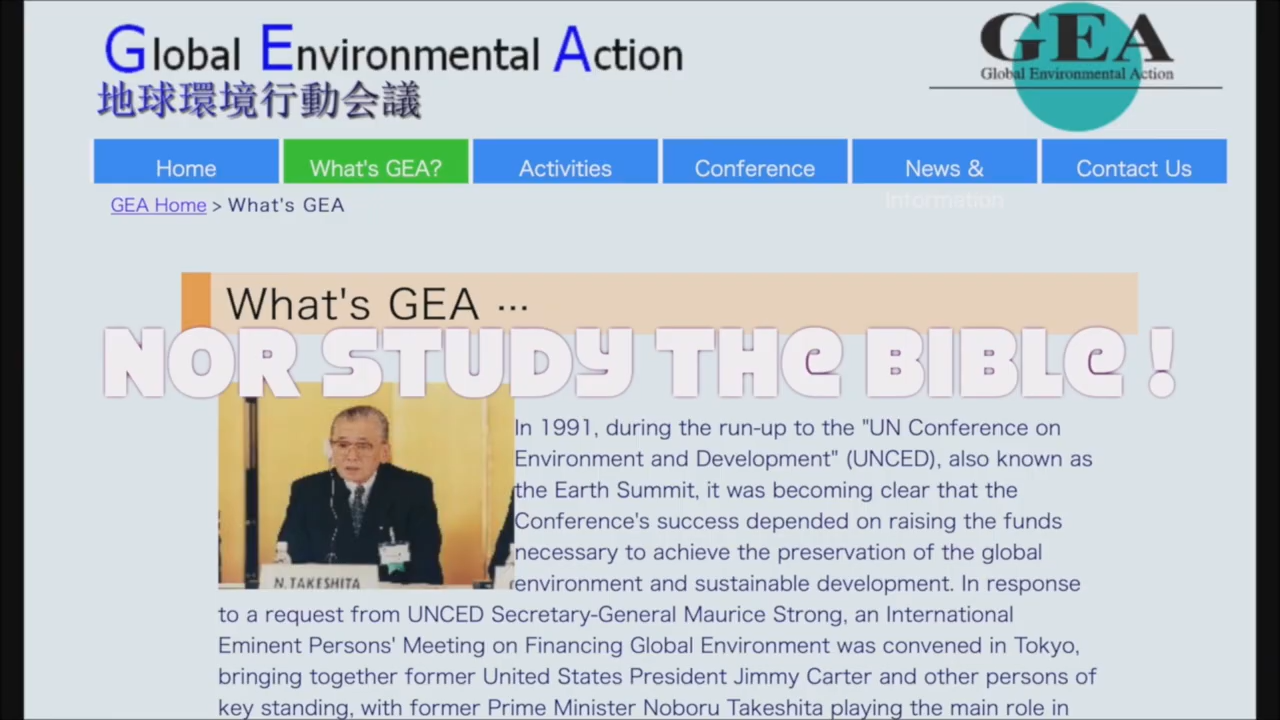 Global Environmental Action
地球環境行動会議
GEA
Global Environmental Action
Home
What's GEA?
Activities
Conference
News &
Information
Contact Us
GEA Home > What's GEA
What's GEA …
NOR STUDY THE BIBLE !
N.TAKESHITA
In 1991, during the run-up to the "UN Conference on
Environment and Development" (UNCED), also known as
the Earth Summit, it was becoming clear that the
Conference's success depended on raising the funds
necessary to achieve the preservation of the global
environment and sustainable development. In response
to a request from UNCED Secretary-General Maurice Strong, an International
Eminent Persons' Meeting on Financing Global Environment was convened in Tokyo,
bringing together former United States President Jimmy Carter and other persons of
key standing, with former Prime Minister Noboru Takeshita playing the main role in